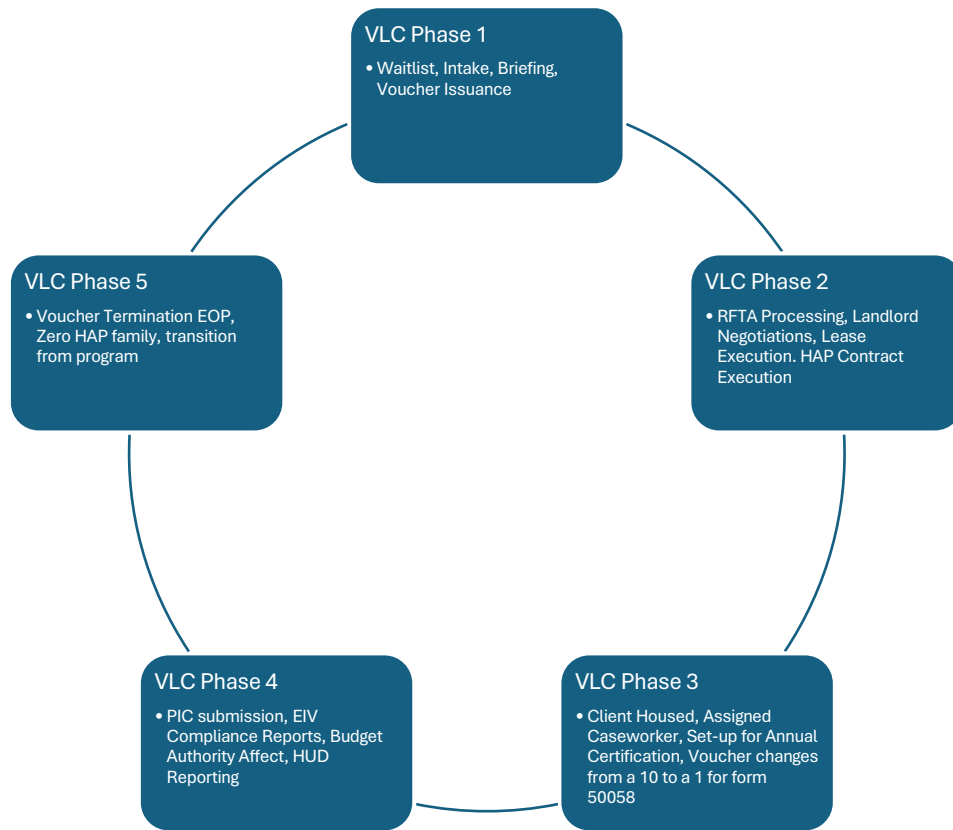 VLC Phase 1
• Waitlist, Intake, Briefing,
Voucher Issuance
VLC Phase 2
• RFTA Processing, Landlord
Negotiations, Lease
Execution. HAP Contract
Execution
VLC Phase 3
• Client Housed, Assigned
Caseworker, Set-up for Annual
Certification, Voucher changes
from a 10 to a 1 for form
50058
VLC Phase 4
• PIC submission, EIV
Compliance Reports, Budget
Authority Affect, HUD
Reporting
VLC Phase 5
• Voucher Termination EOP,
Zero HAP family, transition
from program